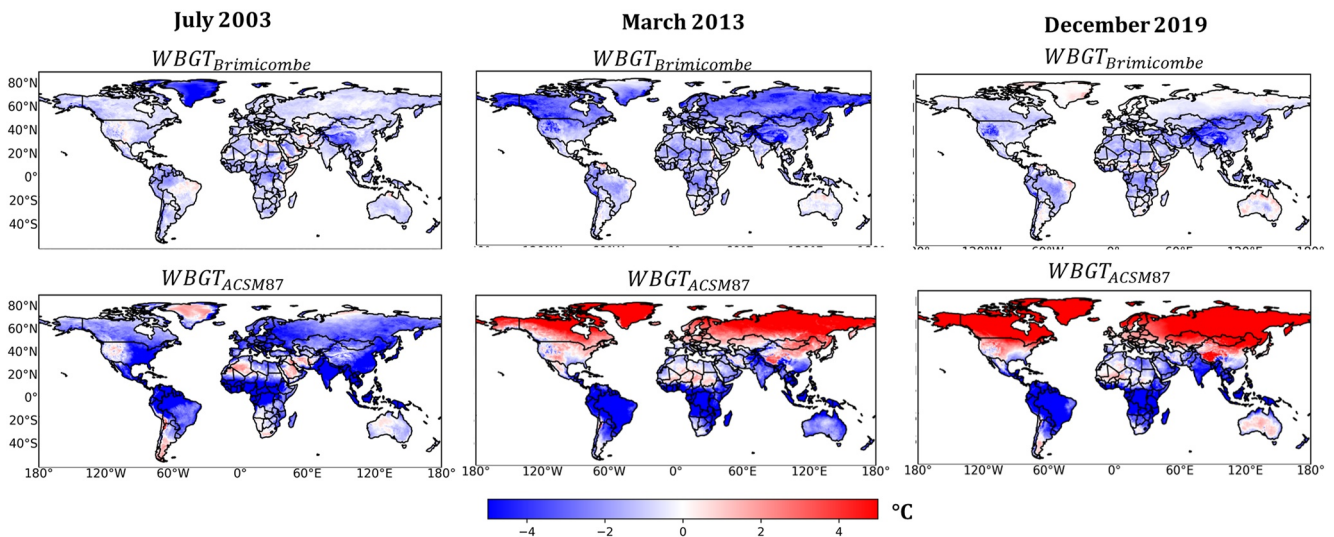 July 2003
March 2013
December 2019
WBGT_Brimicombe
WBGT_Brimicombe
WBGT_Brimicombe
80°N
60°N
40°N
20°N
0°
20°S
40°S
WBGT_ACSM87
WBGT_ACSM87
WBGT_ACSM87
80°N
60°N
40°N
20°N
0°
20°S
40°S
180° 120°W 60°W 0° 60°E 120°E 180°
180° 120°W 60°W 0° 60°E 120°E 180°
180° 120°W 60°W 0° 60°E 120°E 180°
−4 −2 0 2 4
°C